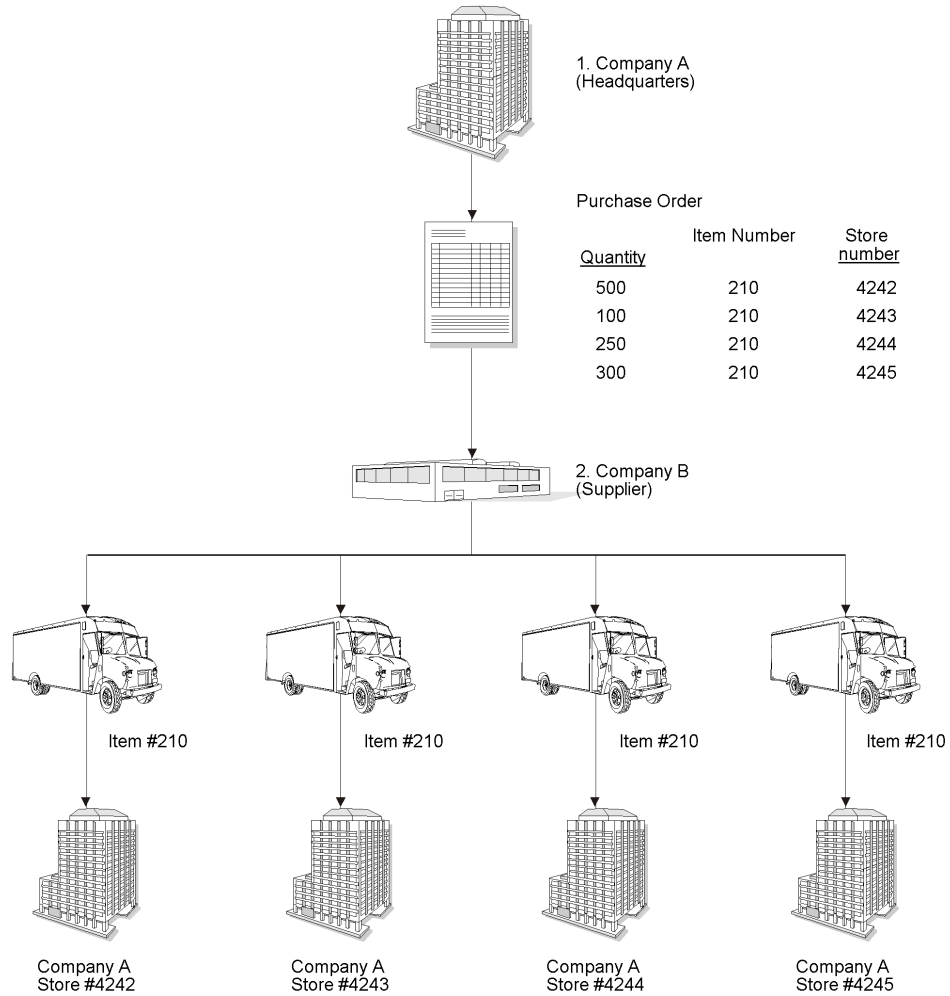 1. Company A
(Headquarters)
Purchase Order
Item Number Store
Quantity number
500 210 4242
100 210 4243
250 210 4244
300 210 4245
2. Company B
(Supplier)
Item #210 Item #210 Item #210 Item #210
Company A Company A Company A Company A
Store #4242 Store #4243 Store #4244 Store #4245